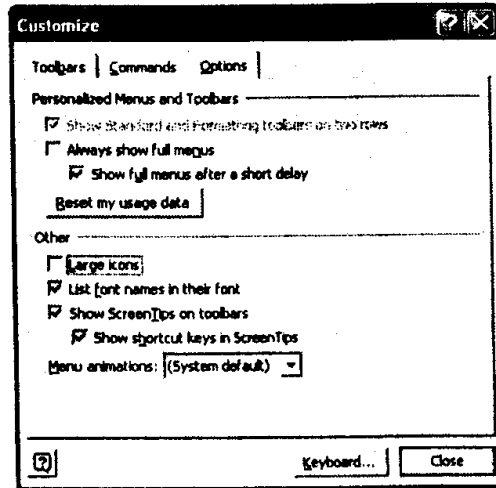 Customize
Toolbars Commands Options
Personalized Menus and Toolbars
Show Standard and Formatting toolbars on two rows
Always show full menus
Show full menus after a short delay
Reset my usage data
Other
Large icons
List font names in their font
Show ScreenTips on toolbars
Show shortcut keys in ScreenTips
Menu animations: (System default)
Keyboard... Close